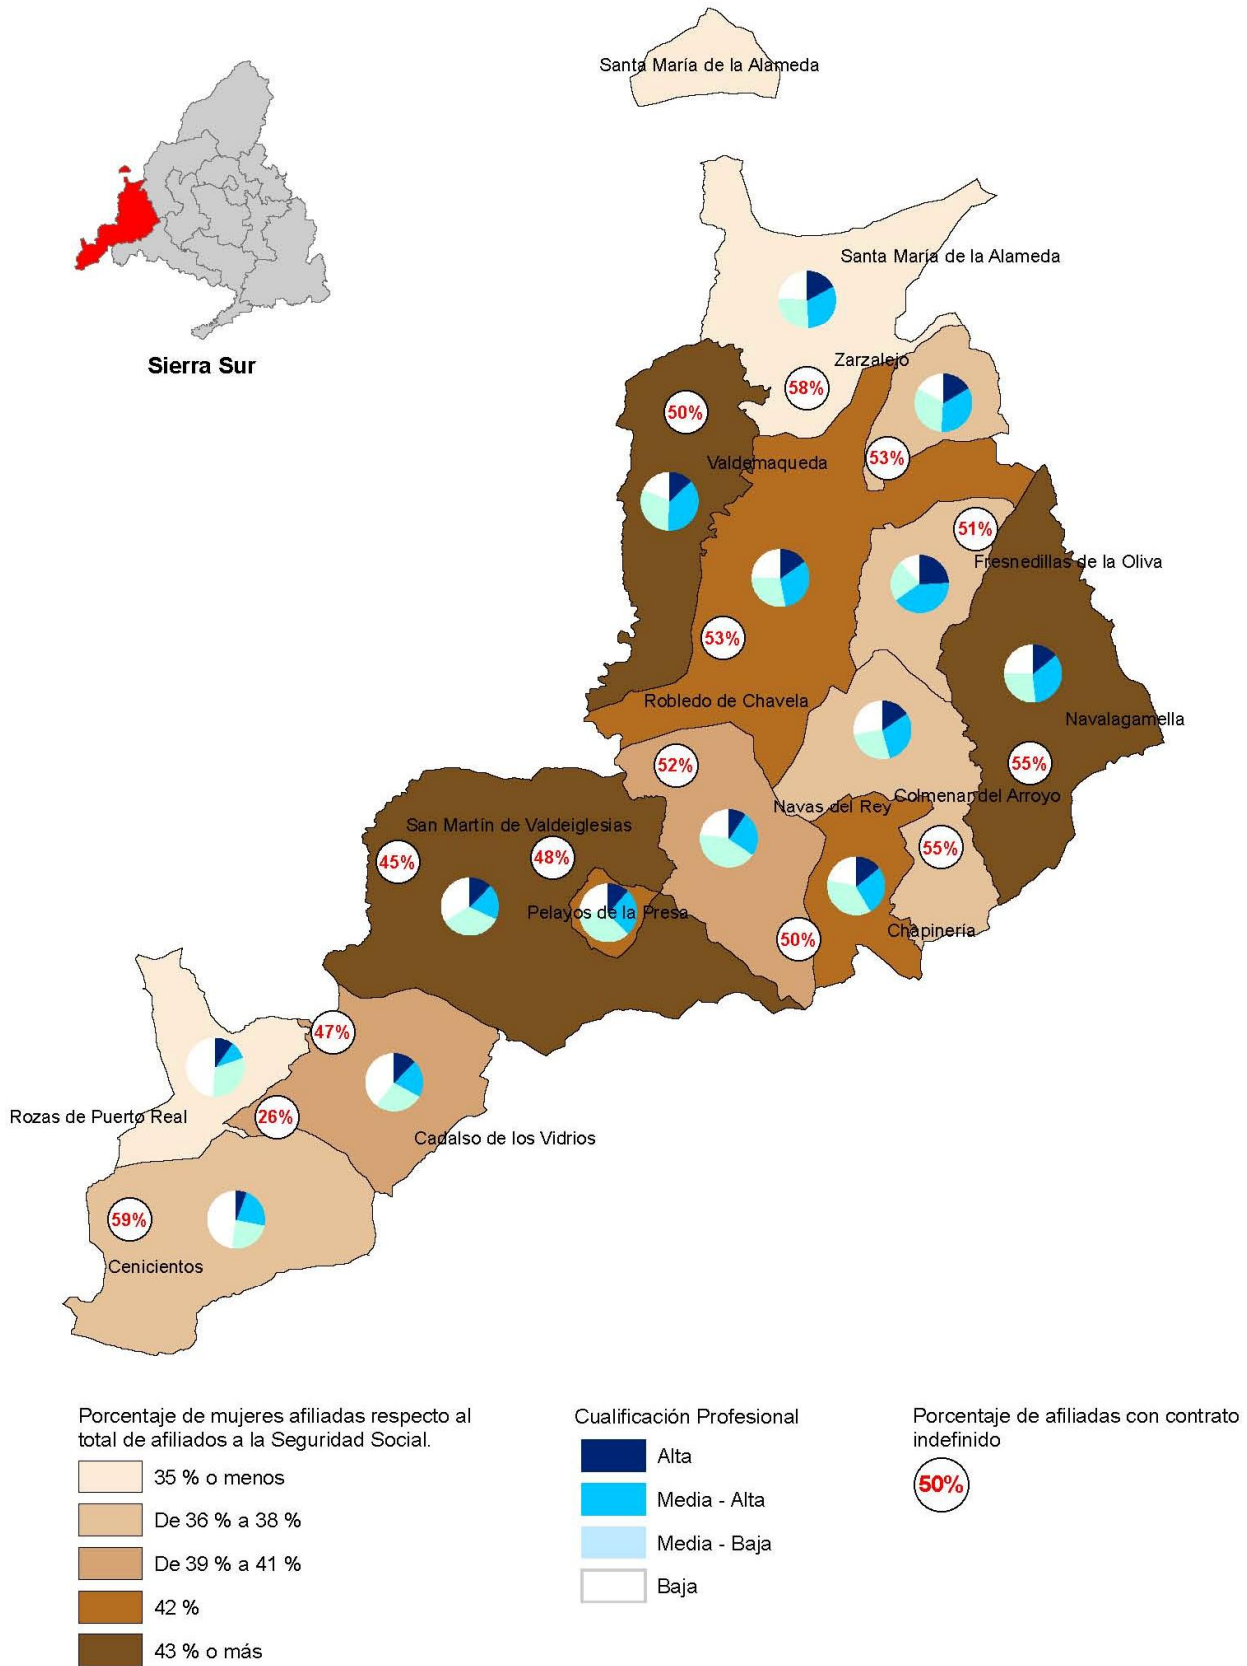 Santa María de la Alameda
Sierra Sur
Santa María de la Alameda
Zarzalejo
58%
50%
Valdemaqueda
53%
51%
Fresnedillas de la Oliva
53%
Robledo de Chavela
Navalagamella
52%
55%
Navas del Rey
Colmenar del Arroyo
San Martín de Valdeiglesias
45%
48%
55%
Pelayos de la Presa
Chapinería
50%
47%
Rozas de Puerto Real
26%
Cadalso de los Vidrios
59%
Cenicientos
Porcentaje de mujeres afiliadas respecto al
total de afiliados a la Seguridad Social.
35 % o menos
De 36 % a 38 %
De 39 % a 41 %
42 %
43 % o más
Cualificación Profesional
Alta
Media - Alta
Media - Baja
Baja
Porcentaje de afiliadas con contrato
indefinido
50%